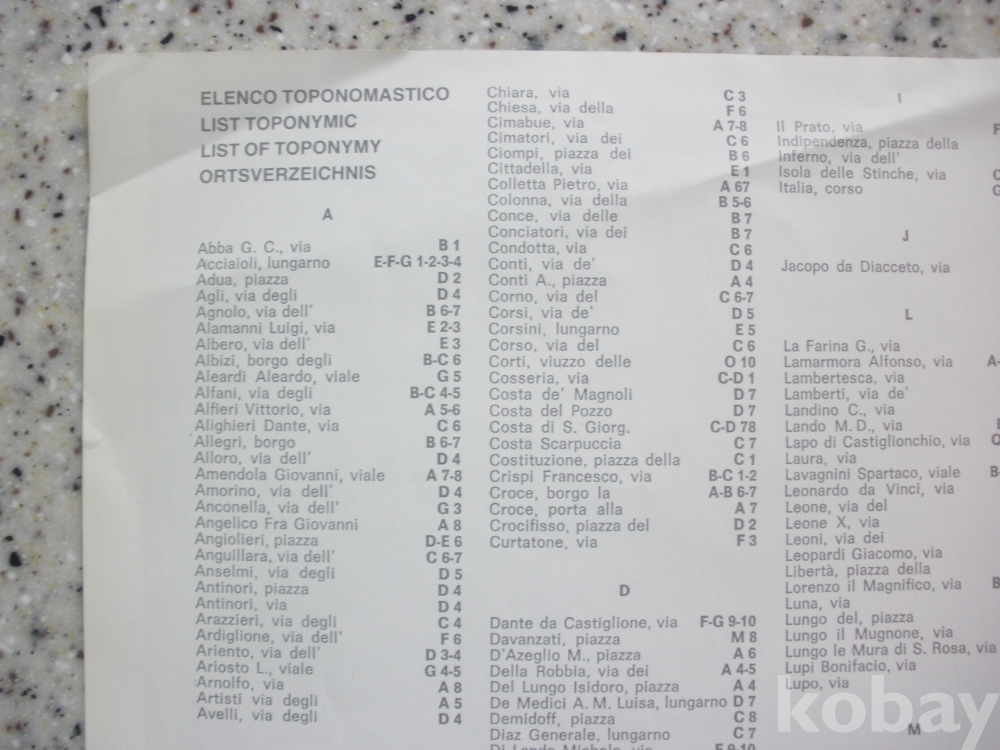 ELENCO TOPONOMASTICO
LIST TOPONYMIC
LIST OF TOPONYMY
ORTSVERZEICHNIS
A
Abba G. C., via B 1
Acciaioli, lungarno E-F-G 1-2-3-4
Adua, piazza D 2
Agli, via degli D 4
Agnolo, via dell' B 6-7
Alamanni Luigi, via E 2-3
Albero, via dell' E 3
Albizi, borgo degli B-C 6
Aleardi Aleardo, viale G 5
Alfani, via degli B-C 4-5
Alfieri Vittorio, via A 5-6
Alighieri Dante, via C 6
Allegri, borgo B 6-7
Alloro, via dell' D 4
Amendola Giovanni, viale A 7-8
Amorino, via dell' D 4
Anconella, via dell' G 3
Angelico Fra Giovanni A 8
Angiolieri, piazza D-E 6
Anguillara, via dell' C 6-7
Anselmi, via degli D 5
Antinori, piazza D 4
Antinori, via D 4
Arazzieri, via degli C 4
Ardiglione, via dell' F 6
Ariento, via dell' D 3-4
Ariosto L., viale G 4-5
Arnolfo, via A 8
Artisti via degli A 5
Avelli, via degli D 4
Chiara, via C 3
Chiesa, via della F 6
Cimabue, via A 7-8
Cimatori, via dei C 6
Ciompi, piazza dei B 6
Cittadella, via E 1
Colletta Pietro, via A 67
Colonna, via della B 5-6
Conce, via delle B 7
Conciatori, via dei B 7
Condotta, via C 6
Conti, via de' D 4
Conti A., piazza A 4
Corno, via del C 6-7
Corsi, via de' D 5
Corsini, lungarno E 5
Corso, via del C 6
Corti, viuzzo delle O 10
Cosseria, via C-D 1
Costa de' Magnoli D 7
Costa del Pozzo D 7
Costa di S. Giorg. C-D 78
Costa Scarpuccia C 7
Costituzione, piazza della C 1
Crispi Francesco, via B-C 1-2
Croce, borgo la A-B 6-7
Croce, porta alla A 7
Crocifisso, piazza del D 2
Curtatone, via F 3
D
Dante da Castiglione, via F-G 9-10
Davanzati, piazza M 8
D'Azeglio M., piazza A 6
Della Robbia, via dei A 4-5
Del Lungo Isidoro, piazza A 4
De Medici A. M. Luisa, lungarno D 7
Demidoff, piazza C 8
Diaz Generale, lungarno C 7
Di Lando Michele, via F 9-10
I
Il Prato, via F
Indipendenza, piazza della
Inferno, via dell'
Isola delle Stinche, via
Italia, corso
J
Jacopo da Diacceto, via
L
La Farina G., via
Lamarmora Alfonso, via A-
Lambertesca, via
Lamberti, via de'
Landino C., via
Lando M. D., via
Lapo di Castiglionchio, via
Laura, via
Lavagnini Spartaco, viale B-
Leonardo da Vinci, via
Leone, via del
Leone X, via
Leoni, via dei
Leopardi Giacomo, via
Libertà, piazza della
Lorenzo il Magnifico, via B
Luna, via
Lungo del, piazza
Lungo il Mugnone, via
Lungo le Mura di S. Rosa, via
Lupi Bonifacio, via
Lupo, via
M
kobay